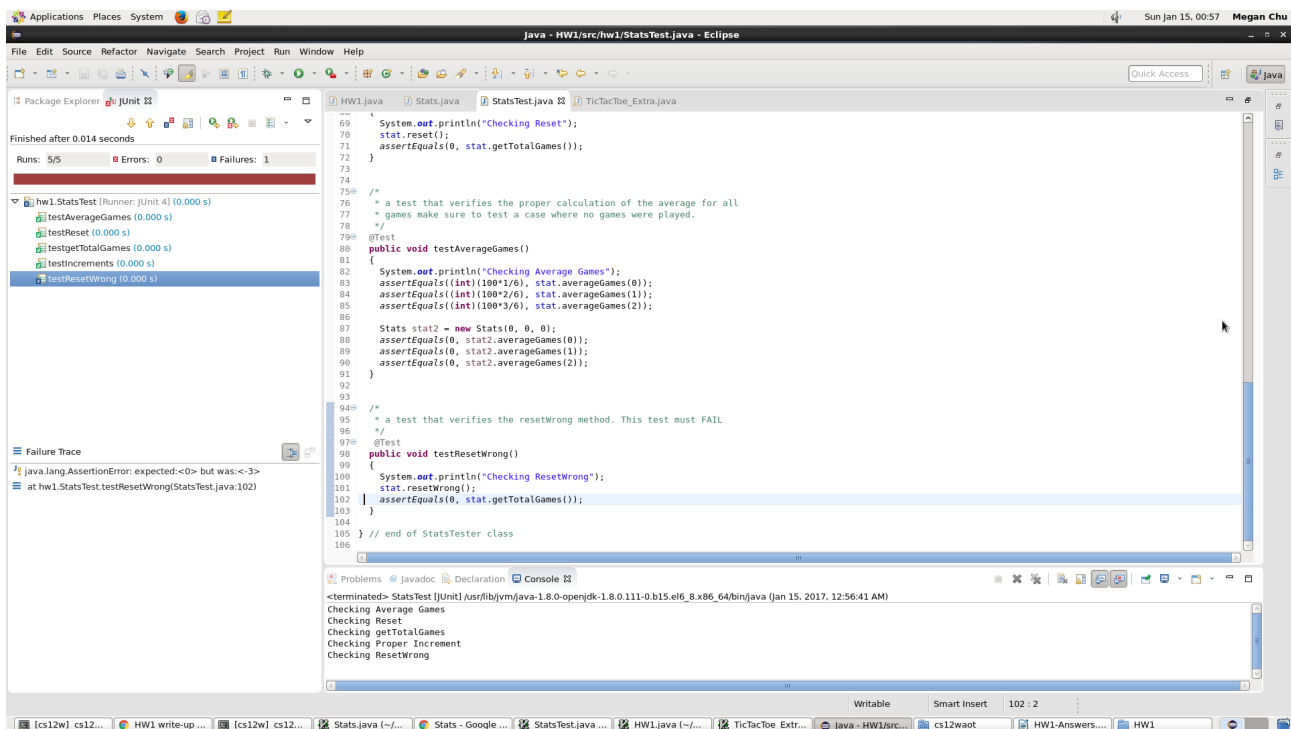 Applications Places System Sun Jan 15, 00:57 Megan Chu
Java - HW1/src/hw1/StatsTest.java - Eclipse
File Edit Source Refactor Navigate Search Project Run Window Help
Quick Access Java
Package Explorer JUnit
HW1.java Stats.java StatsTest.java TicTacToe_Extra.java
Finished after 0.014 seconds
Runs: 5/5 Errors: 0 Failures: 1
hw1.StatsTest [Runner: JUnit 4] (0.000 s)
testAverageGames (0.000 s)
testReset (0.000 s)
testgetTotalGames (0.000 s)
testIncrements (0.000 s)
testResetWrong (0.000 s)
Failure Trace
java.lang.AssertionError: expected:<0> but was:<-3>
at hw1.StatsTest.testResetWrong(StatsTest.java:102)
69 System.out.println("Checking Reset");
70 stat.reset();
71 assertEquals(0, stat.getTotalGames());
72 }
73
74
75 /*
76 * a test that verifies the proper calculation of the average for all
77 * games make sure to test a case where no games were played.
78 */
79 @Test
80 public void testAverageGames()
81 {
82 System.out.println("Checking Average Games");
83 assertEquals((int)(100*1/6), stat.averageGames(0));
84 assertEquals((int)(100*2/6), stat.averageGames(1));
85 assertEquals((int)(100*3/6), stat.averageGames(2));
86
87 Stats stat2 = new Stats(0, 0, 0);
88 assertEquals(0, stat2.averageGames(0));
89 assertEquals(0, stat2.averageGames(1));
90 assertEquals(0, stat2.averageGames(2));
91 }
92
93
94 /*
95 * a test that verifies the resetWrong method. This test must FAIL
96 */
97 @Test
98 public void testResetWrong()
99 {
100 System.out.println("Checking ResetWrong");
101 stat.resetWrong();
102 assertEquals(0, stat.getTotalGames());
103 }
104
105 } // end of StatsTester class
106
Problems @ Javadoc Declaration Console
<terminated> StatsTest [JUnit] /usr/lib/jvm/java-1.8.0-openjdk-1.8.0.111-0.b15.el6_8.x86_64/bin/java (Jan 15, 2017, 12:56:41 AM)
Checking Average Games
Checking Reset
Checking getTotalGames
Checking Proper Increment
Checking ResetWrong
Writable Smart Insert 102 : 2
[cs12w] cs12... HW1 write-up ... [cs12w] cs12... Stats.java (~/... Stats - Google ... StatsTest.java ... HW1.java (~/... TicTacToe_Extr... Java - HW1/src... cs12waot HW1-Answers.... HW1